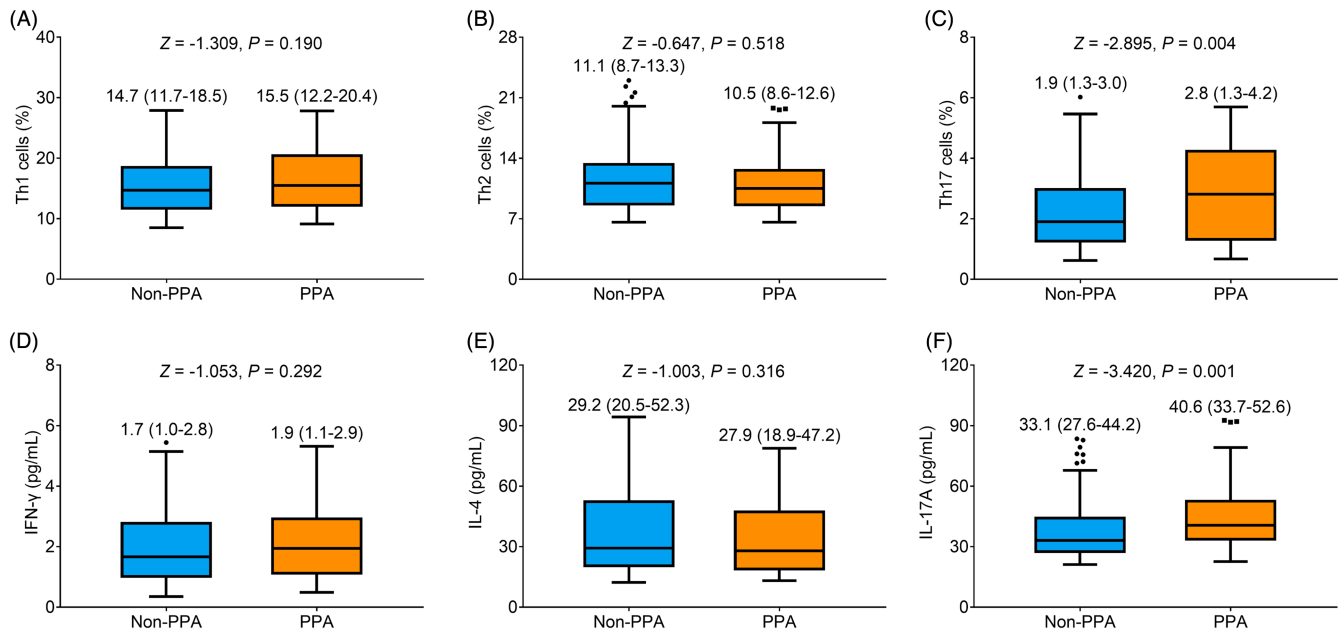 (A)
Z = -1.309, P = 0.190
14.7 (11.7-18.5)
15.5 (12.2-20.4)
Th1 cells (%)
40
30
20
10
0
Non-PPA
PPA
(B)
Z = -0.647, P = 0.518
11.1 (8.7-13.3)
10.5 (8.6-12.6)
Th2 cells (%)
28
21
14
7
0
Non-PPA
PPA
(C)
Z = -2.895, P = 0.004
1.9 (1.3-3.0)
2.8 (1.3-4.2)
Th17 cells (%)
8
6
4
2
0
Non-PPA
PPA
(D)
Z = -1.053, P = 0.292
1.7 (1.0-2.8)
1.9 (1.1-2.9)
IFN-γ (pg/mL)
8
6
4
2
0
Non-PPA
PPA
(E)
Z = -1.003, P = 0.316
29.2 (20.5-52.3)
27.9 (18.9-47.2)
IL-4 (pg/mL)
120
90
60
30
0
Non-PPA
PPA
(F)
Z = -3.420, P = 0.001
33.1 (27.6-44.2)
40.6 (33.7-52.6)
IL-17A (pg/mL)
120
90
60
30
0
Non-PPA
PPA